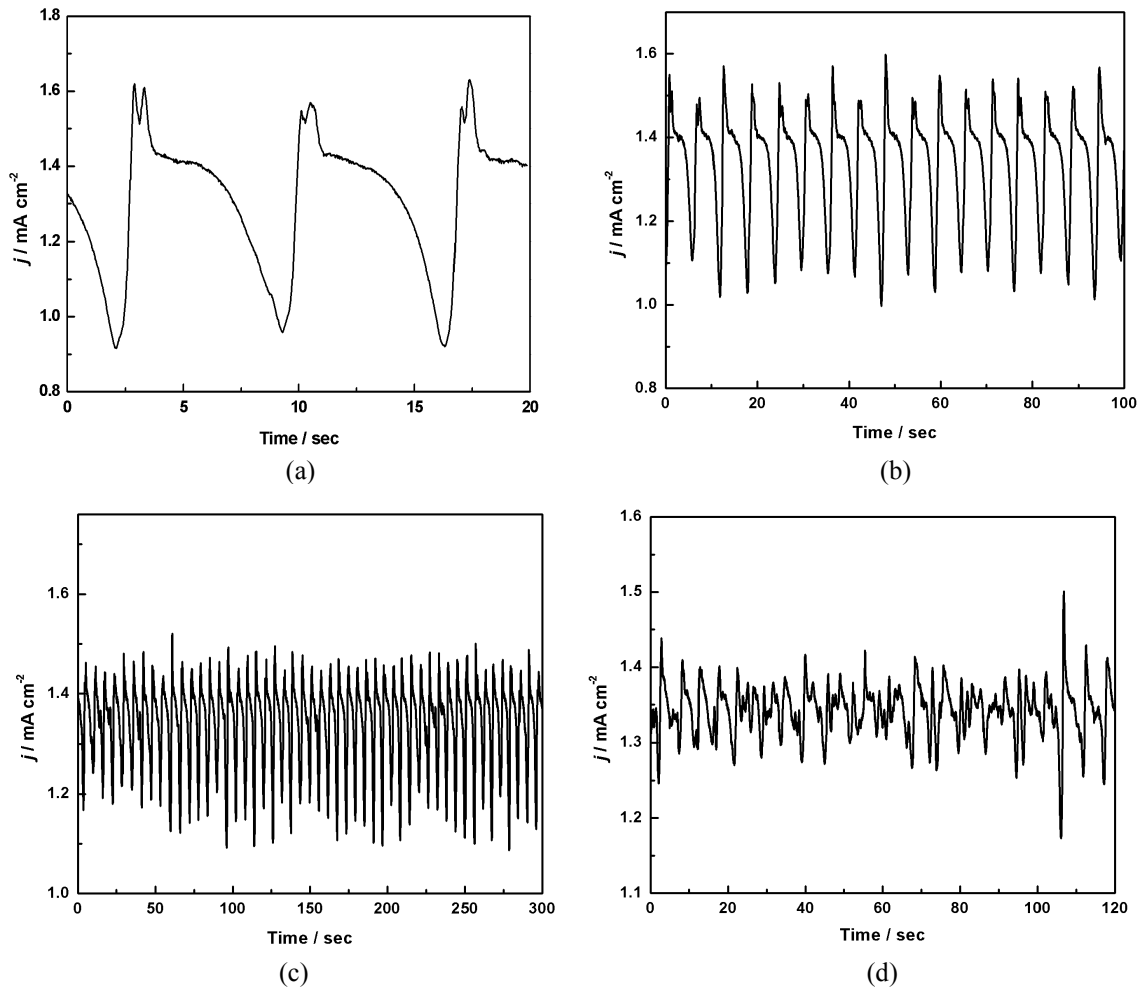 1.8
1.6
1.4
1.2
1.0
0.8
j / mA cm-2
0 5 10 15 20
Time / sec
(a)
1.6
1.4
1.2
1.0
0.8
j / mA cm-2
0 20 40 60 80 100
Time / sec
(b)
1.6
1.4
1.2
1.0
j / mA cm-2
0 50 100 150 200 250 300
Time / sec
(c)
1.6
1.5
1.4
1.3
1.2
1.1
j / mA cm-2
0 20 40 60 80 100 120
Time / sec
(d)